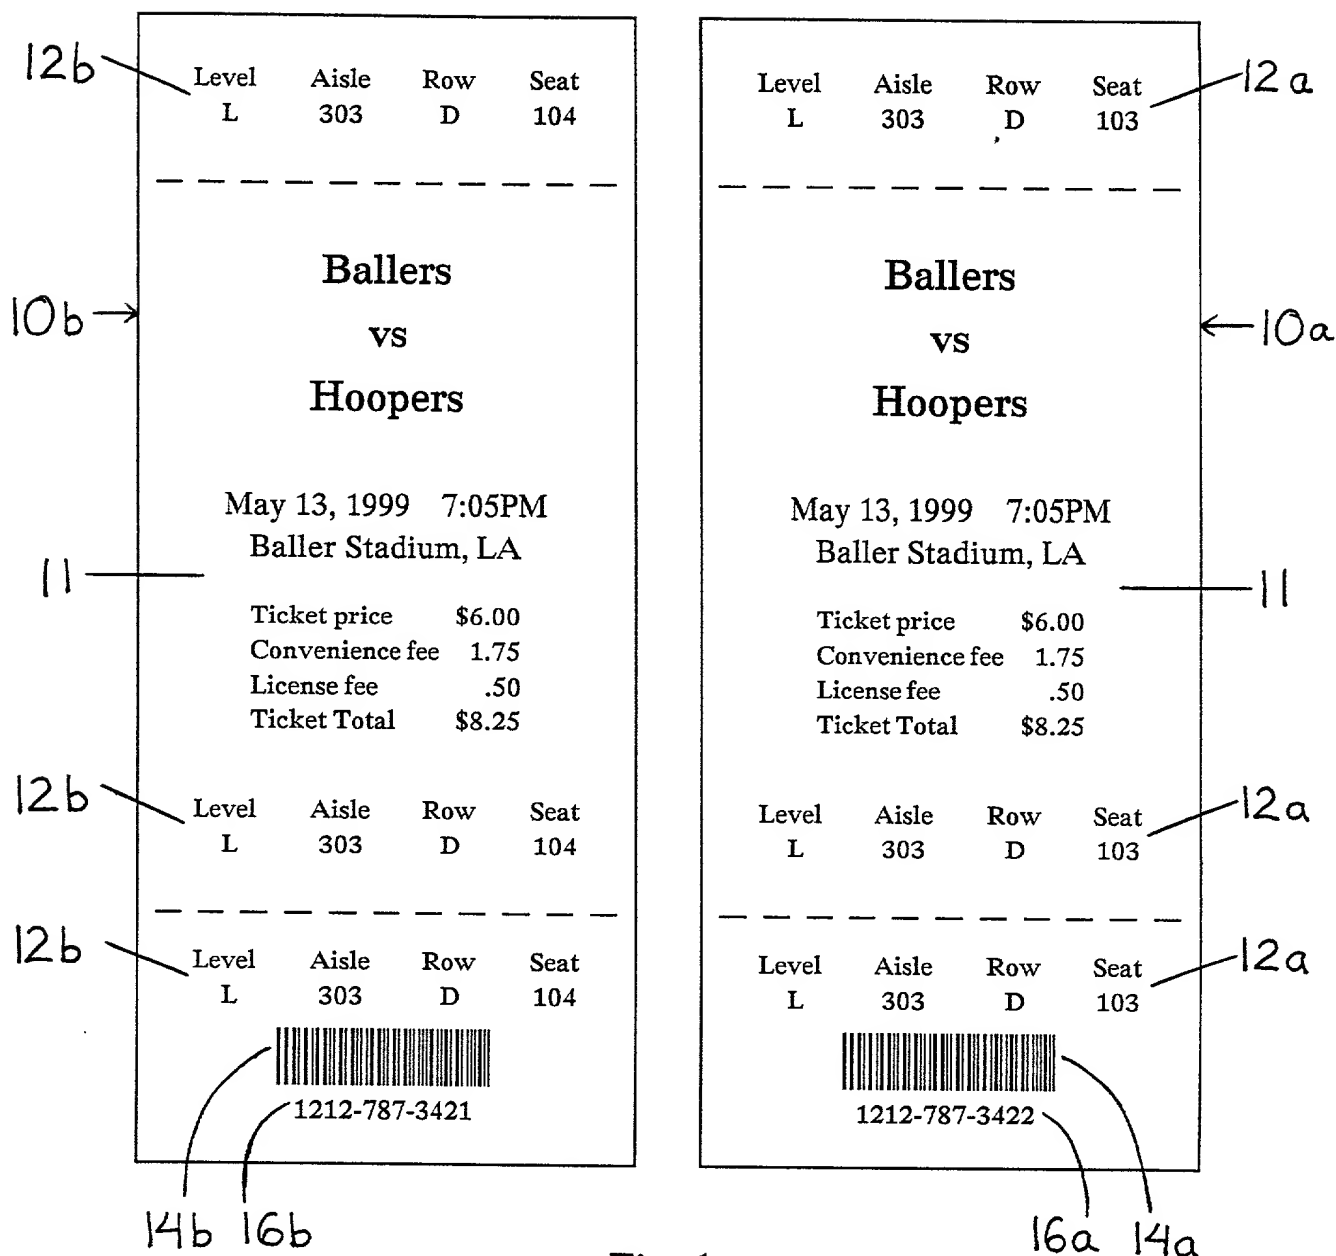 12b
Level Aisle Row Seat
L 303 D 104
Ballers
10b
vs
Hoopers
May 13, 1999 7:05PM
Baller Stadium, LA
11
Ticket price $6.00
Convenience fee 1.75
License fee .50
Ticket Total $8.25
12b
Level Aisle Row Seat
L 303 D 104
12b
Level Aisle Row Seat
L 303 D 104
1212-787-3421
14b 16b
Level Aisle Row Seat
L 303 D 103
12a
Ballers
vs
10a
Hoopers
May 13, 1999 7:05PM
Baller Stadium, LA
11
Ticket price $6.00
Convenience fee 1.75
License fee .50
Ticket Total $8.25
Level Aisle Row Seat
L 303 D 103
12a
Level Aisle Row Seat
L 303 D 103
12a
1212-787-3422
16a 14a